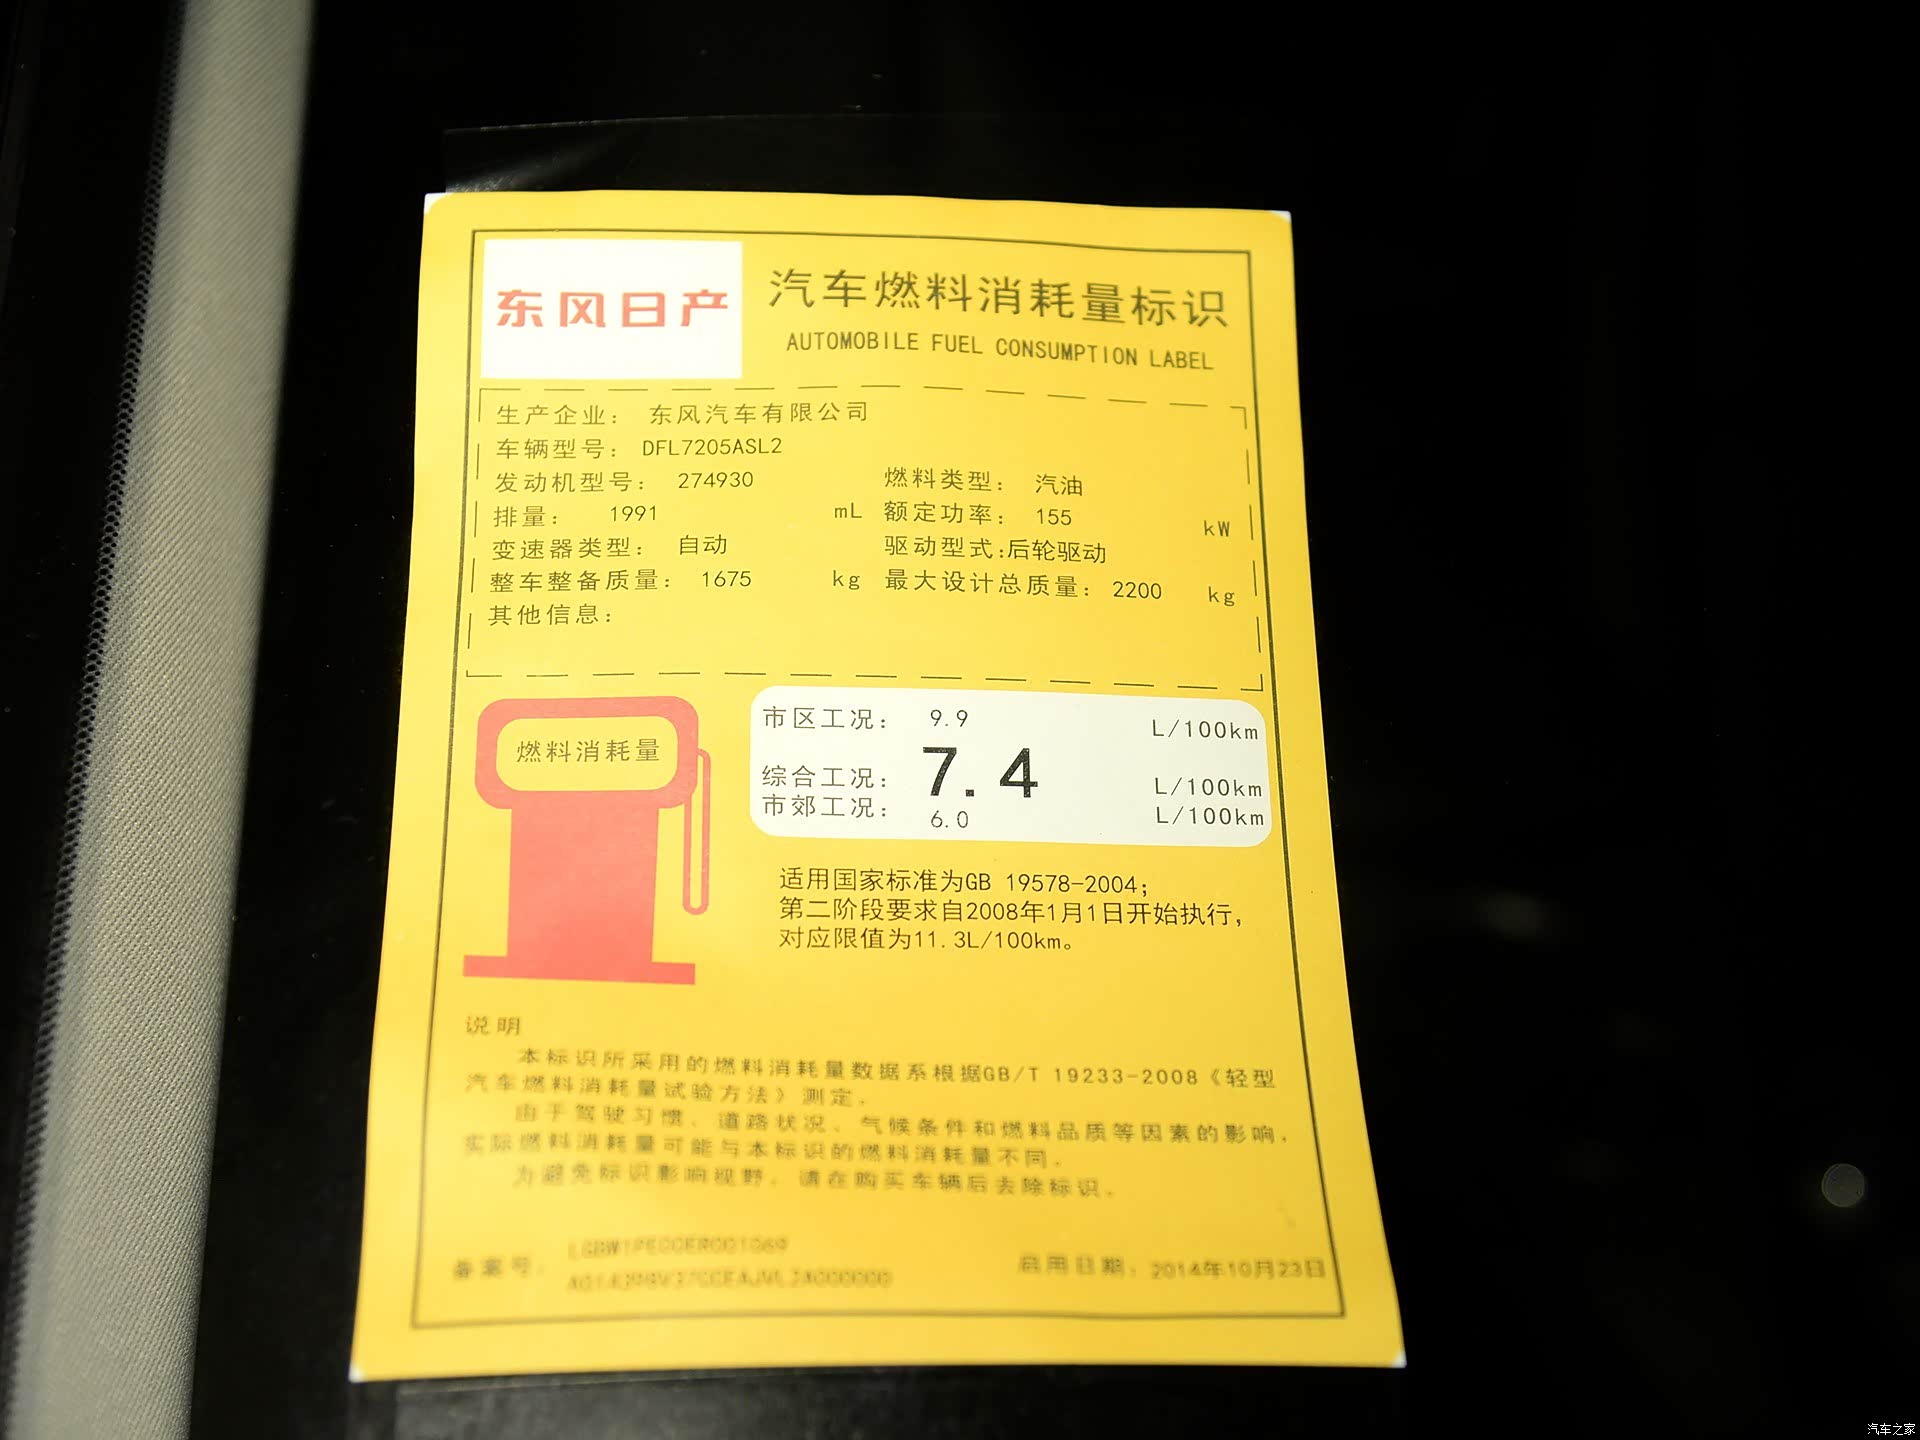 东风日产
汽车燃料消耗量标识
AUTOMOBILE FUEL CONSUMPTION LABEL
生产企业： 东风汽车有限公司
车辆型号： DFL7205ASL2
发动机型号： 274930 燃料类型： 汽油
排量： 1991 mL 额定功率： 155 kW
变速器类型： 自动 驱动型式:后轮驱动
整车整备质量： 1675 kg 最大设计总质量： 2200 kg
其他信息：
燃料消耗量
市区工况： 9.9 L/100km
综合工况： 7.4 L/100km
市郊工况： 6.0 L/100km
适用国家标准为GB 19578-2004；
第二阶段要求自2008年1月1日开始执行，
对应限值为11.3L/100km。
说明
本标识所采用的燃料消耗量数据系根据GB/T 19233-2008《轻型
汽车燃料消耗量试验方法》测定.
由于驾驶习惯、道路状况、气候条件和燃料品质等因素的影响，
实际燃料消耗量可能与本标识的燃料消耗量不同.
为避免标识影响视野，请在购买车辆后去除标识.
备案号：
启用日期： 2014年10月23日
汽车之家